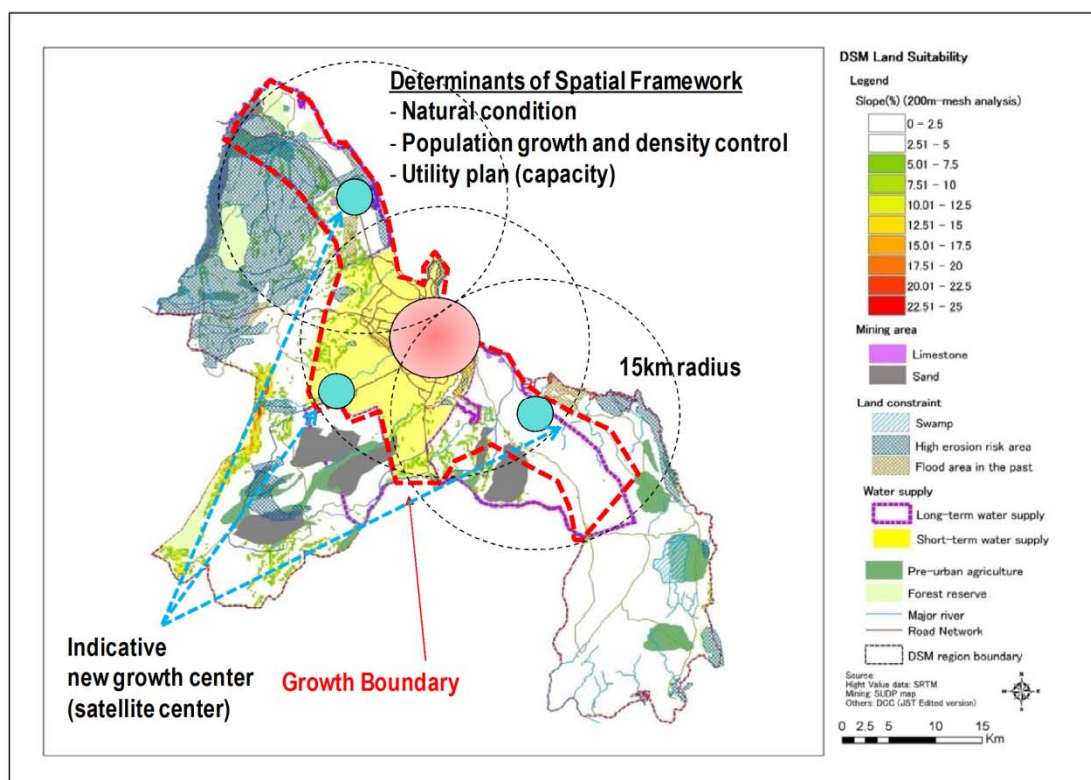 Determinants of Spatial Framework
- Natural condition
- Population growth and density control
- Utility plan (capacity)
15km radius
Indicative
new growth center
(satellite center)
Growth Boundary
DSM Land Suitability
Legend
Slope(%) (200m-mesh analysis)
0 - 2.5
2.51 - 5
5.01 - 7.5
7.51 - 10
10.01 - 12.5
12.51 - 15
15.01 - 17.5
17.51 - 20
20.01 - 22.5
22.51 - 25
Mining area
Limestone
Sand
Land constraint
Swamp
High erosion risk area
Flood area in the past
Water supply
Long-term water supply
Short-term water supply
Pre-urban agriculture
Forest reserve
Major river
Road Network
DSM region boundary
Source:
Hight Value data: SRTM
Mining: SUDP map
Others: DCC (JST Edited version)
N
W E
S
0 2.5 5 10 15
Km